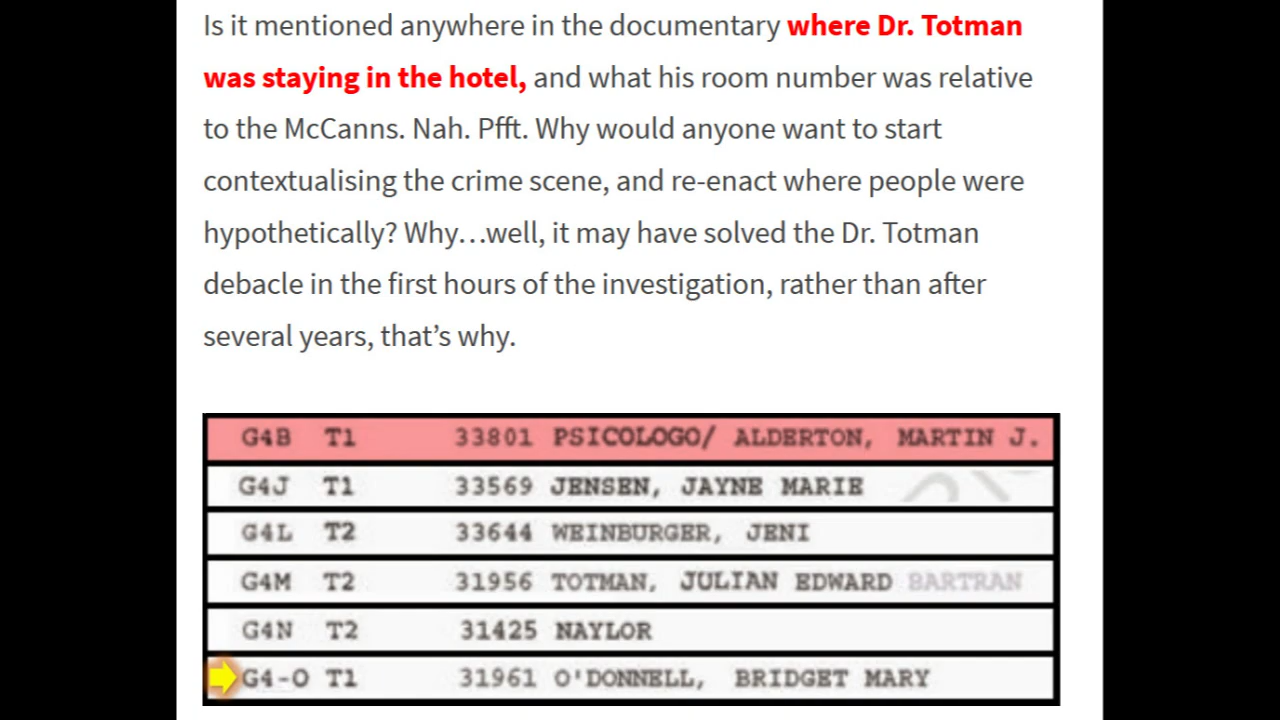 Is it mentioned anywhere in the documentary where Dr. Totman
was staying in the hotel, and what his room number was relative
to the McCanns. Nah. Pfft. Why would anyone want to start
contextualising the crime scene, and re-enact where people were
hypothetically? Why…well, it may have solved the Dr. Totman
debacle in the first hours of the investigation, rather than after
several years, that’s why.
G4B T1 33801 PSICOLOGO/ ALDERTON, MARTIN J.
G4J T1 33569 JENSEN, JAYNE MARIE
G4L T2 33644 WEINBURGER, JENI
G4M T2 31956 TOTMAN, JULIAN EDWARD BARTRAN
G4N T2 31425 NAYLOR
G4-O T1 31961 O'DONNELL, BRIDGET MARY